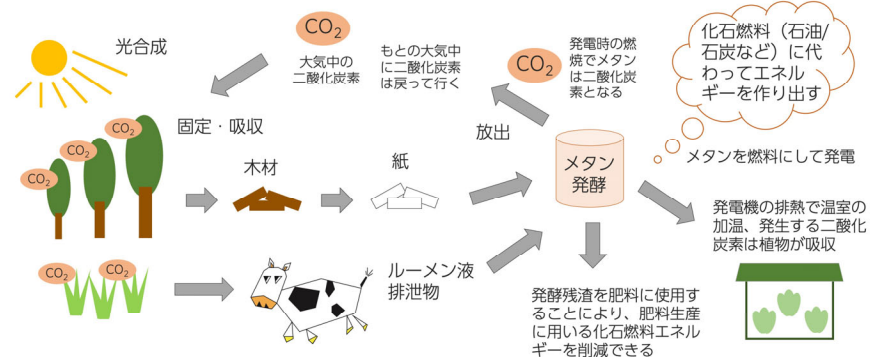 光合成
CO2
大気中の
二酸化炭素
もとの大気中
に二酸化炭素
は戻って行く
CO2
発電時の燃
焼でメタン
は二酸化炭
素となる
化石燃料（石油/
石炭など）に代
わってエネル
ギーを作り出す
固定・吸収
放出
CO2
CO2
CO2
木材
紙
メタン
発酵
メタンを燃料にして発電
発電機の排熱で温室の
加温、発生する二酸化
炭素は植物が吸収
CO2
CO2
ルーメン液
排泄物
発酵残渣を肥料に使用す
ることにより、肥料生産
に用いる化石燃料エネル
ギーを削減できる